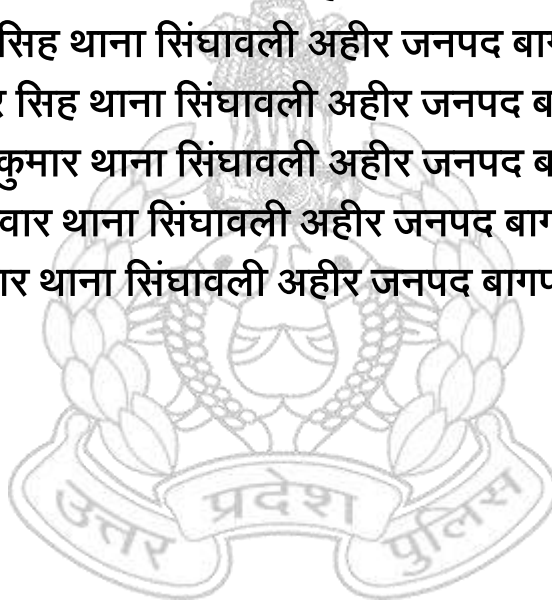 सिह थाना सिंघावली अहीर जनपद
सिह थाना सिंघावली अहीर जनपद
कुमार थाना सिंघावली अहीर जनपद
थाना सिंघावली अहीर जनपद
थाना सिंघावली अहीर जनपद
उत्तर प्रदेश पुलिस